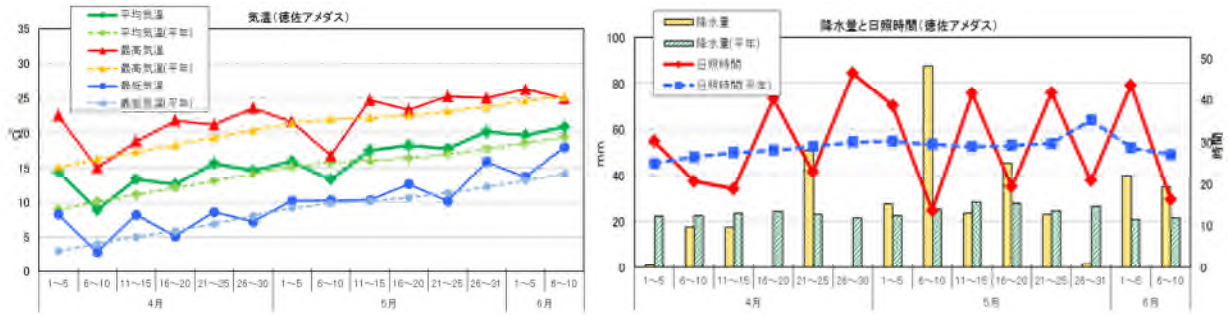 気温(徳佐アメダス)
平均気温
平均気温(平年)
最高気温
最高気温(平年)
最低気温
最低気温(平年)
℃
35
30
25
20
15
10
5
0
1～5 6～10 11～15 16～20 21～25 26～30 1～5 6～10 11～15 16～20 21～25 26～31 1～5 6～10
4月 5月 6月
降水量と日照時間(徳佐アメダス)
降水量
降水量(平年)
日照時間
日照時間(平年)
mm
100
80
60
40
20
0
時間
60
50
40
30
20
10
0
1～5 6～10 11～15 16～20 21～25 26～30 1～5 6～10 11～15 16～20 21～25 26～31 1～5 6～10
4月 5月 6月